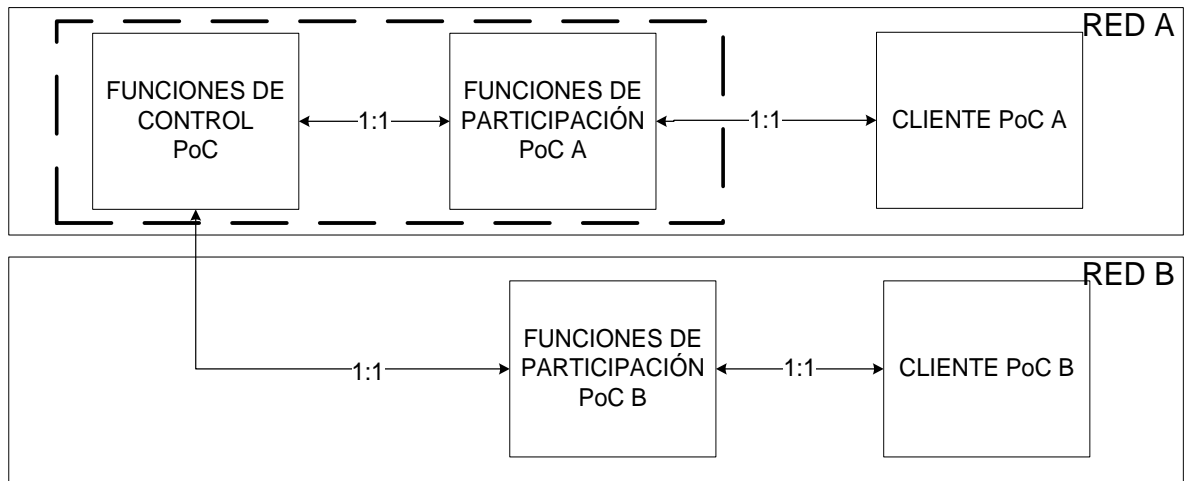 RED A
FUNCIONES DE
CONTROL
PoC
1:1
FUNCIONES DE
PARTICIPACIÓN
PoC A
1:1
CLIENTE PoC A
RED B
1:1
FUNCIONES DE
PARTICIPACIÓN
PoC B
1:1
CLIENTE PoC B